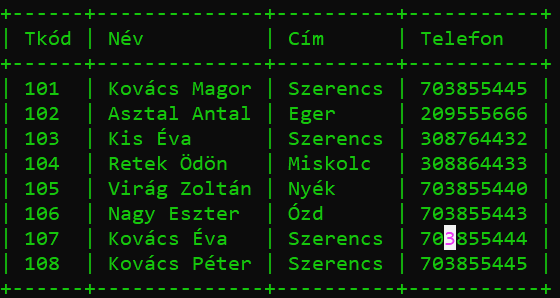 +------+--------------+----------+-----------+
| Tkód | Név          | Cím      | Telefon   |
+------+--------------+----------+-----------+
| 101  | Kovács Magor | Szerencs | 703855445 |
| 102  | Asztal Antal | Eger     | 209555666 |
| 103  | Kis Éva      | Szerencs | 308764432 |
| 104  | Retek Ödön   | Miskolc  | 308864433 |
| 105  | Virág Zoltán | Nyék     | 703855440 |
| 106  | Nagy Eszter  | Ózd      | 703855443 |
| 107  | Kovács Éva   | Szerencs | 703855444 |
| 108  | Kovács Péter | Szerencs | 703855445 |
+------+--------------+----------+-----------+